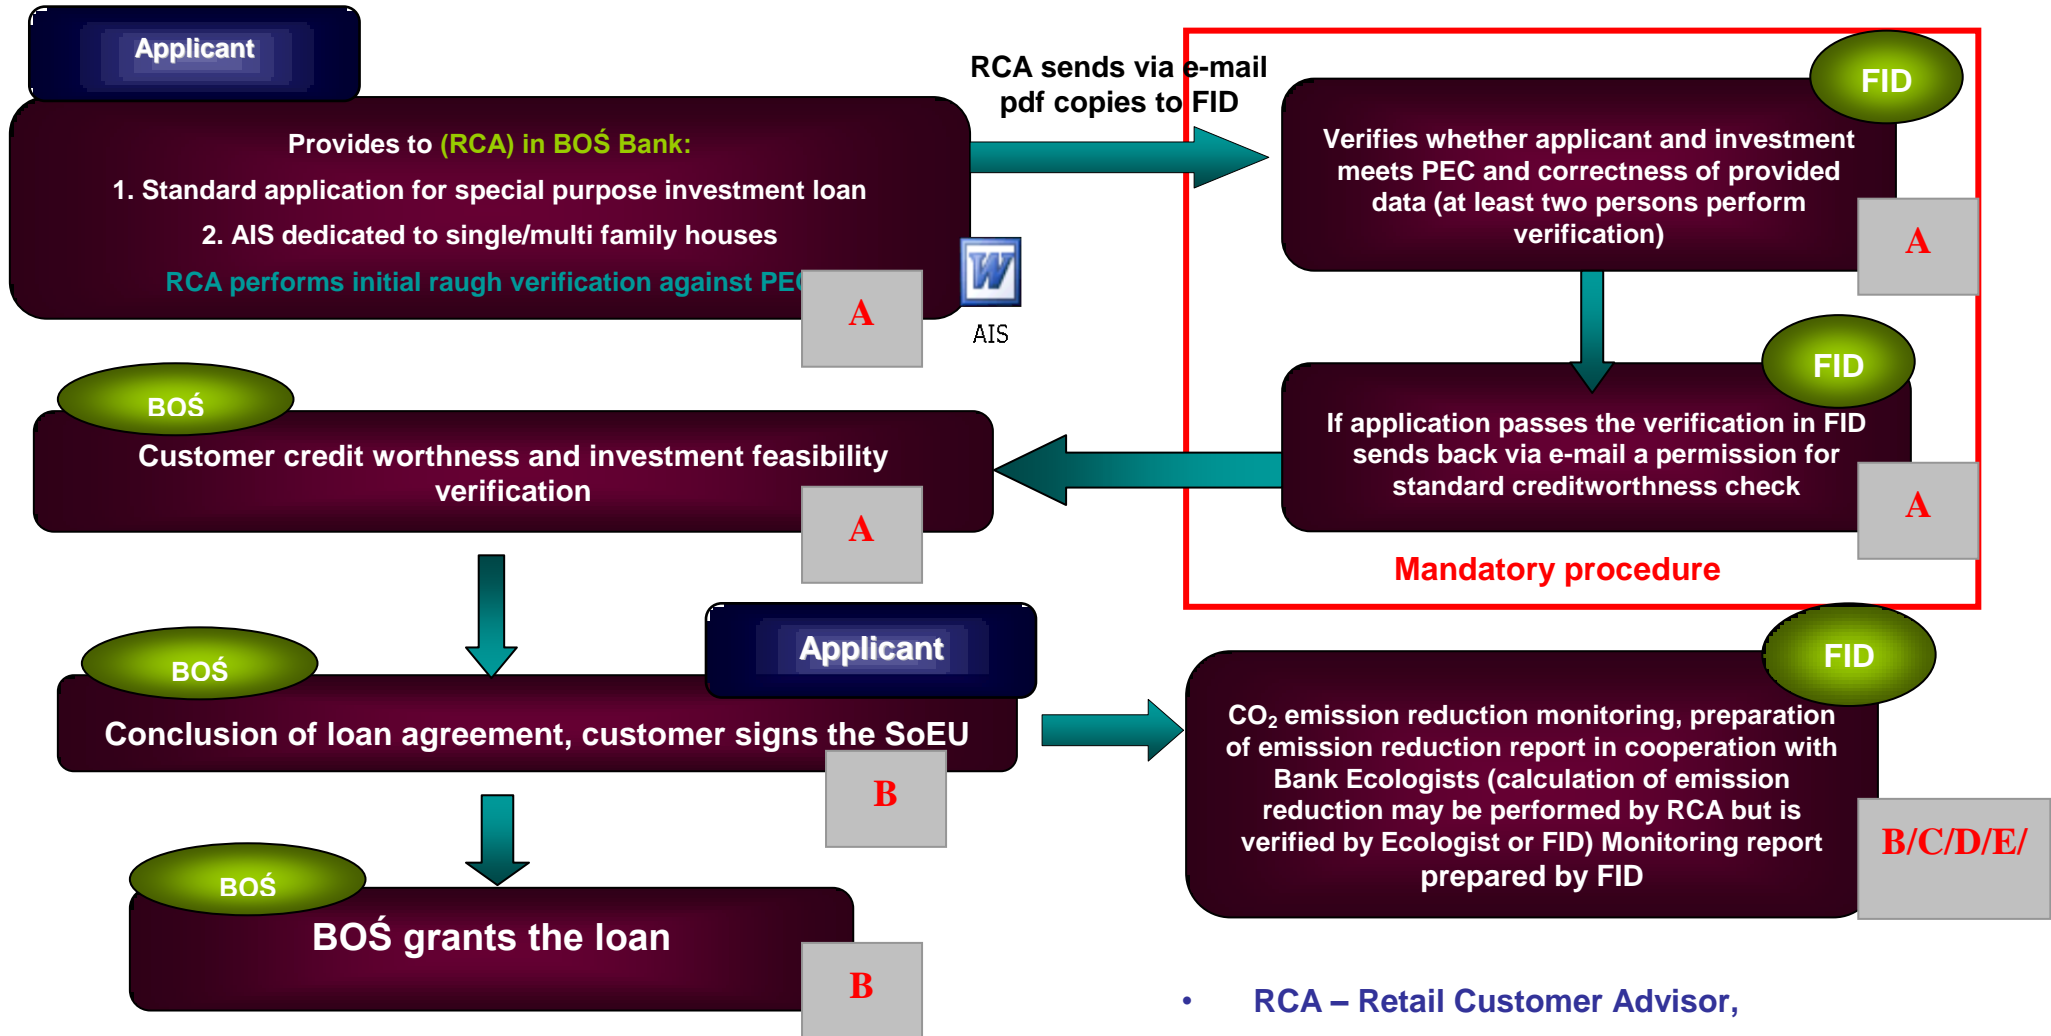 Applicant
Provides to (RCA) in BOŚ Bank:
1. Standard application for special purpose investment loan
2. AIS dedicated to single/multi family houses
RCA performs initial raugh verification against PEC
A
AIS
RCA sends via e-mail
pdf copies to FID
FID
Verifies whether applicant and investment
meets PEC and correctness of provided
data (at least two persons perform
verification)
A
FID
If application passes the verification in FID
sends back via e-mail a permission for
standard creditworthness check
A
Mandatory procedure
BOŚ
Customer credit worthness and investment feasibility
verification
A
BOŚ
Applicant
Conclusion of loan agreement, customer signs the SoEU
B
FID
CO₂ emission reduction monitoring, preparation
of emission reduction report in cooperation with
Bank Ecologists (calculation of emission
reduction may be performed by RCA but is
verified by Ecologist or FID) Monitoring report
prepared by FID
B/C/D/E/
BOŚ
BOŚ grants the loan
B
• RCA – Retail Customer Advisor,